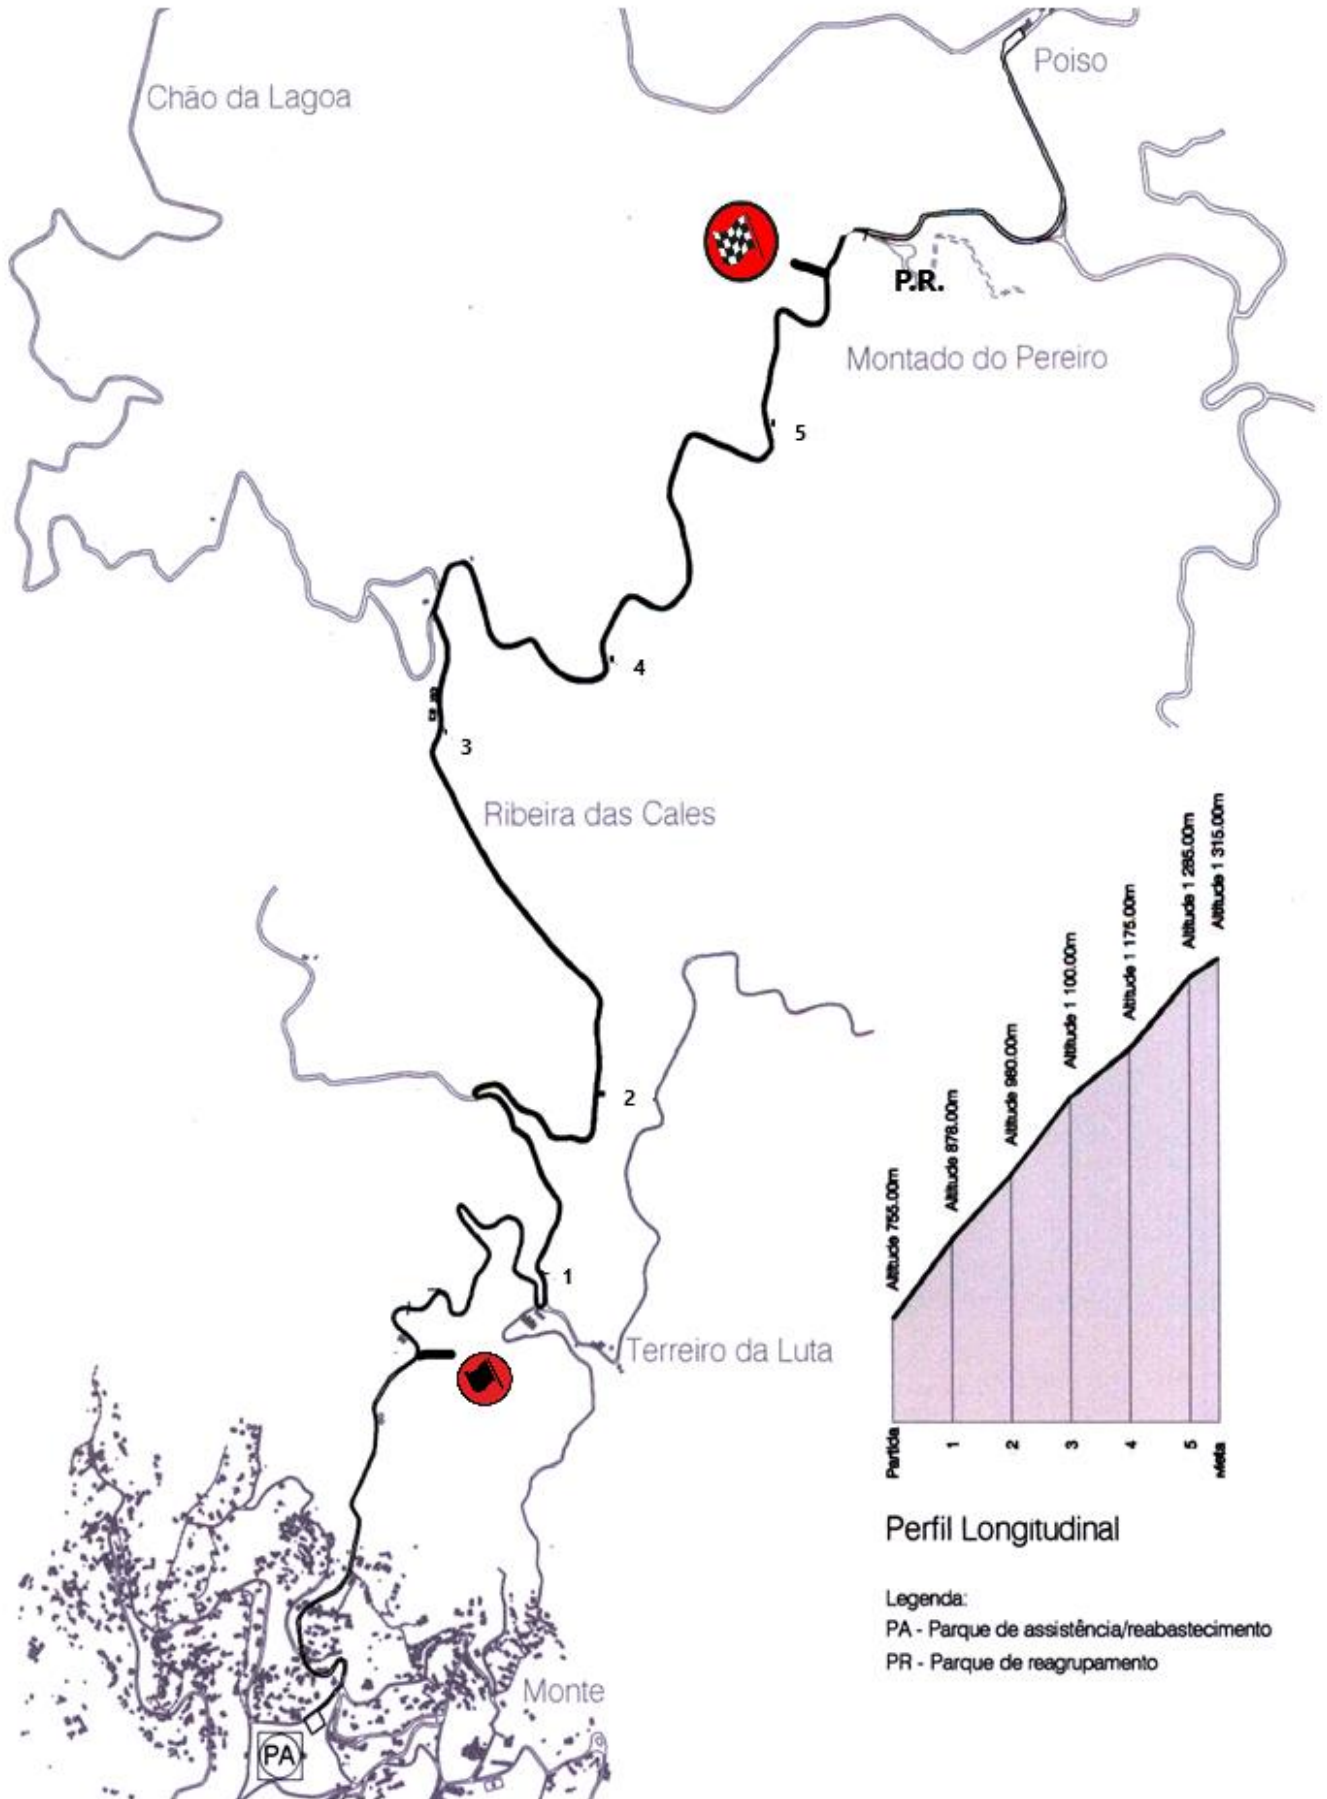 Poiso
Chão da Lagoa
P.R.
Montado do Pereiro
5
4
3
Ribeira das Cales
2
1
Terreiro da Luta
Monte
PA
Altitude 755.00m
Altitude 878.00m
Altitude 980.00m
Altitude 1 100.00m
Altitude 1 175.00m
Altitude 1 285.00m
Altitude 1 315.00m
Partida
1
2
3
4
5
Meta
Perfil Longitudinal
Legenda:
PA - Parque de assistência/reabastecimento
PR - Parque de reagrupamento